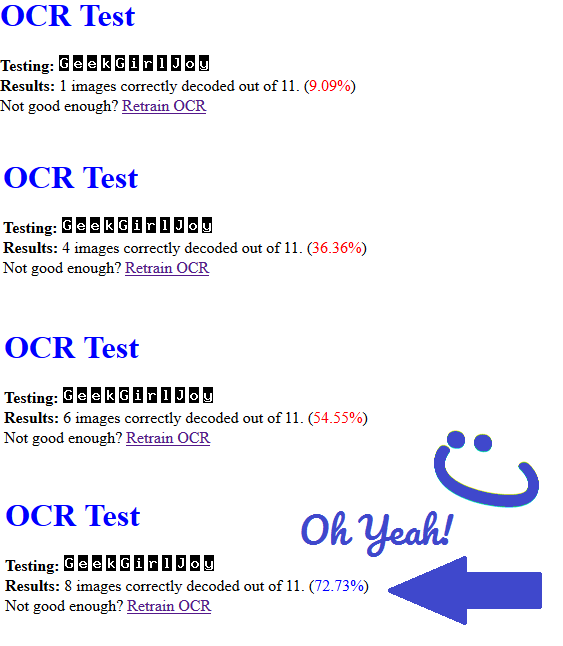 OCR Test
Testing: GeekGirlJoy
Results: 1 images correctly decoded out of 11. (9.09%)
Not good enough? Retrain OCR
OCR Test
Testing: GeekGirlJoy
Results: 4 images correctly decoded out of 11. (36.36%)
Not good enough? Retrain OCR
OCR Test
Testing: GeekGirlJoy
Results: 6 images correctly decoded out of 11. (54.55%)
Not good enough? Retrain OCR
OCR Test
Oh Yeah!
Testing: GeekGirlJoy
Results: 8 images correctly decoded out of 11. (72.73%)
Not good enough? Retrain OCR